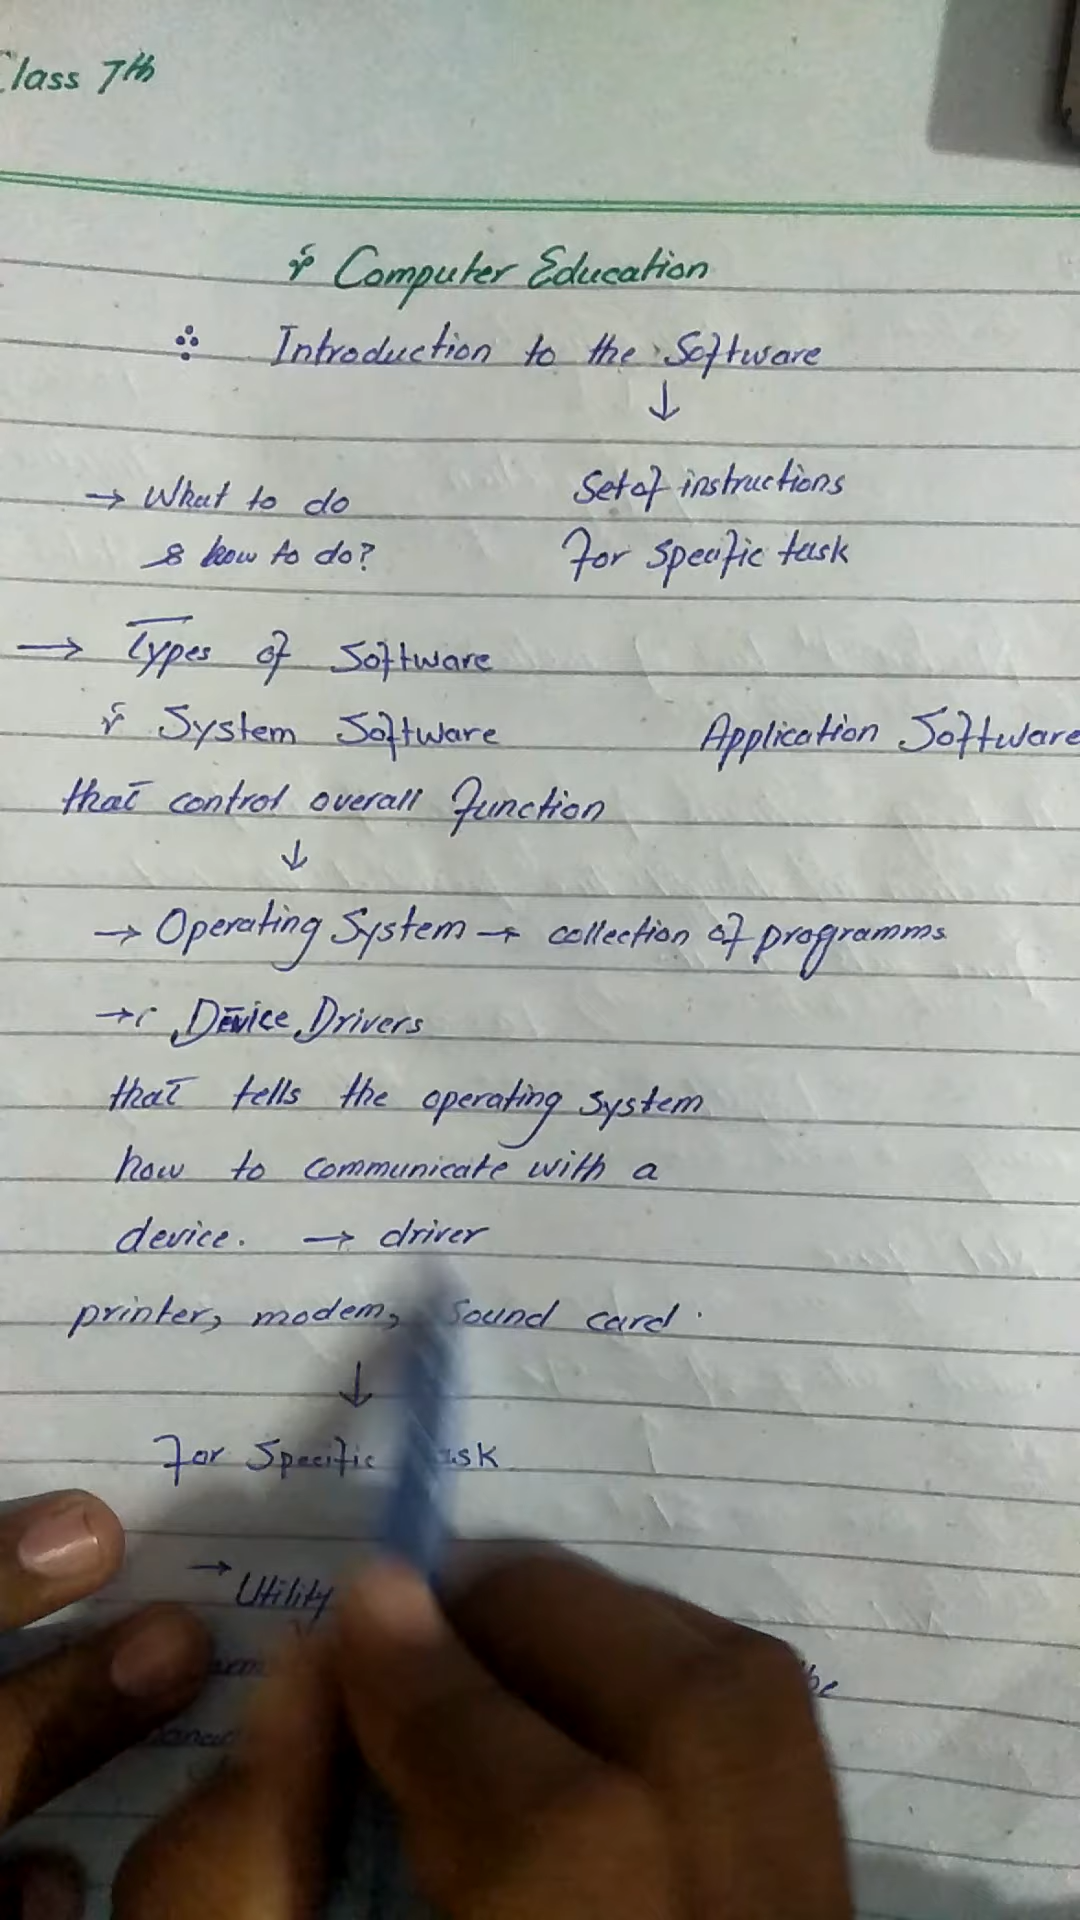 Class 7th
Computer Education
Introduction to the Software
↓
→ What to do
Set of instructions
& how to do?
for specific task
→ Types of Software
System Software
Application Software
that control overall function
↓
→ Operating System → collection of programms
→ Device Drivers
that tells the operating system
how to communicate with a
device. → driver
printer, modem, sound card.
↓
for specific
→ Utility